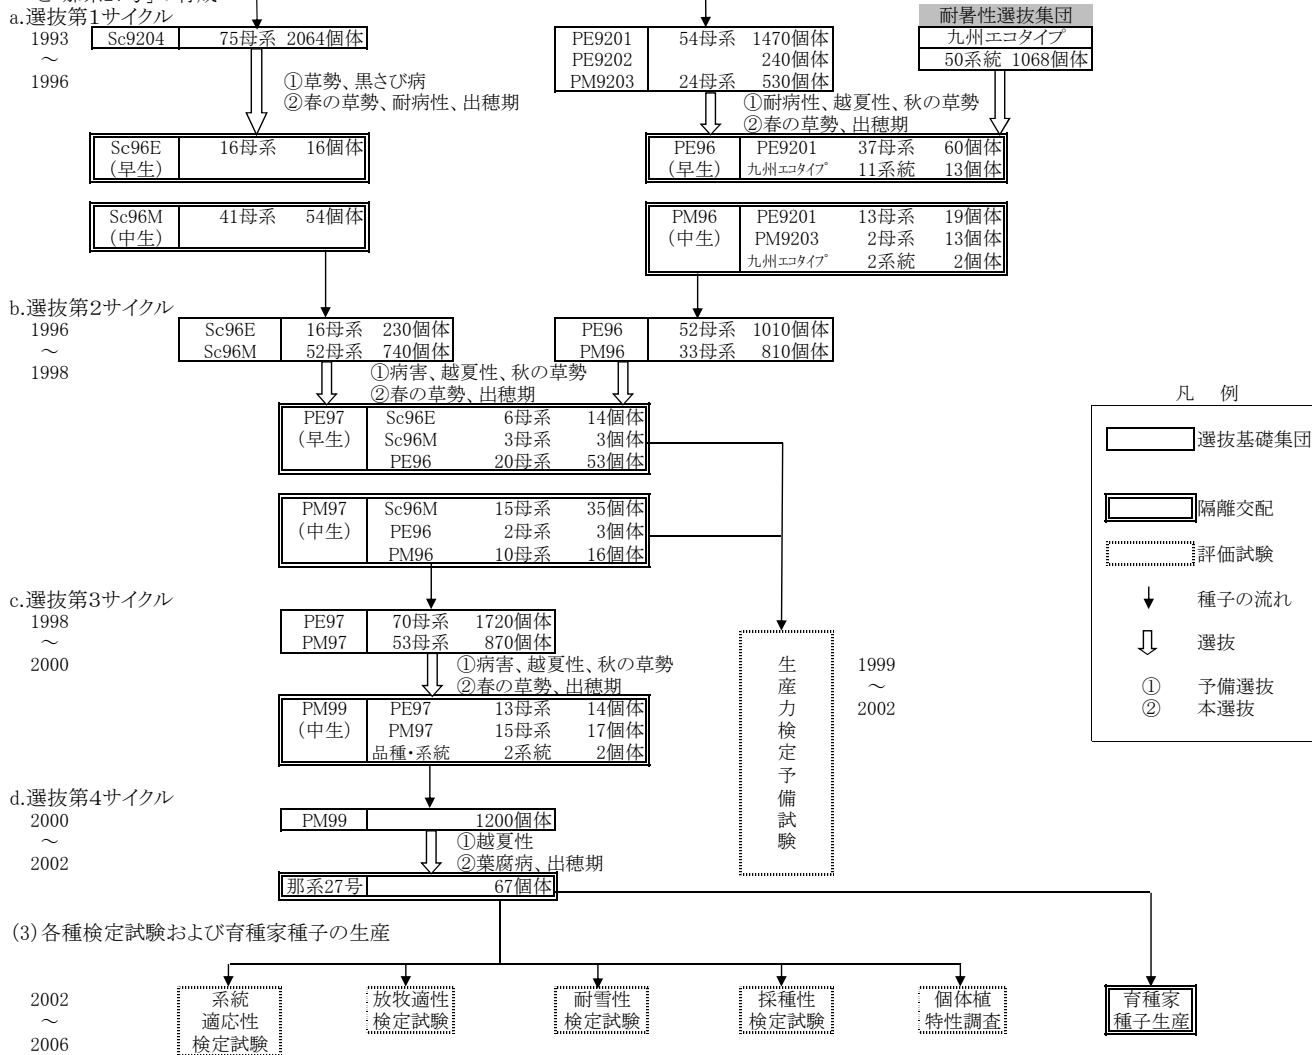 a.選抜第1サイクル
1993
～
1996
Sc9204 75母系 2064個体
PE9201 54母系 1470個体
PE9202 240個体
PM9203 24母系 530個体
耐暑性選抜集団
九州エコタイプ
50系統 1068個体
①草勢、黒さび病
②春の草勢、耐病性、出穂期
①耐病性、越夏性、秋の草勢
②春の草勢、出穂期
Sc96E 16母系 16個体
(早生)
PE96 PE9201 37母系 60個体
(早生) 九州エコタイプ 11系統 13個体
Sc96M 41母系 54個体
(中生)
PM96 PE9201 13母系 19個体
(中生) PM9203 2母系 13個体
九州エコタイプ 2系統 2個体
b.選抜第2サイクル
1996
～
1998
Sc96E 16母系 230個体
Sc96M 52母系 740個体
PE96 52母系 1010個体
PM96 33母系 810個体
①病害、越夏性、秋の草勢
②春の草勢、出穂期
PE97 Sc96E 6母系 14個体
(早生) Sc96M 3母系 3個体
PE96 20母系 53個体
PM97 Sc96M 15母系 35個体
(中生) PE96 2母系 3個体
PM96 10母系 16個体
凡 例
選抜基礎集団
隔離交配
評価試験
種子の流れ
選抜
① 予備選抜
② 本選抜
c.選抜第3サイクル
1998
～
2000
PE97 70母系 1720個体
PM97 53母系 870個体
①病害、越夏性、秋の草勢
②春の草勢、出穂期
PM99 PE97 13母系 14個体
(中生) PM97 15母系 17個体
品種・系統 2系統 2個体
生産力検定予備試験
1999
～
2002
d.選抜第4サイクル
2000
～
2002
PM99 1200個体
①越夏性
②葉腐病、出穂期
那系27号 67個体
(3)各種検定試験および育種家種子の生産
2002
～
2006
系統
適応性
検定試験
放牧適性
検定試験
耐雪性
検定試験
採種性
検定試験
個体植
特性調査
育種家
種子生産